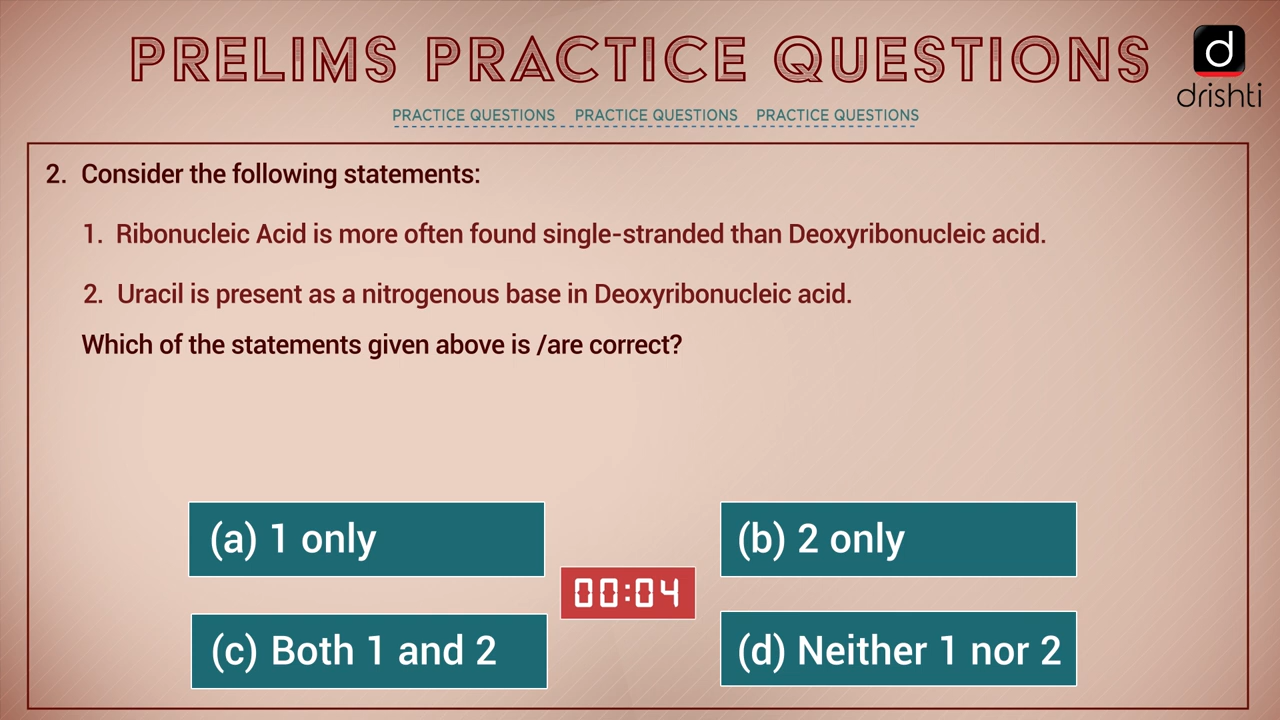 PRELIMS PRACTICE QUESTIONS
d
drishti
PRACTICE QUESTIONS PRACTICE QUESTIONS PRACTICE QUESTIONS
2. Consider the following statements:
1. Ribonucleic Acid is more often found single-stranded than Deoxyribonucleic acid.
2. Uracil is present as a nitrogenous base in Deoxyribonucleic acid.
Which of the statements given above is /are correct?
(a) 1 only
(b) 2 only
00:04
(c) Both 1 and 2
(d) Neither 1 nor 2